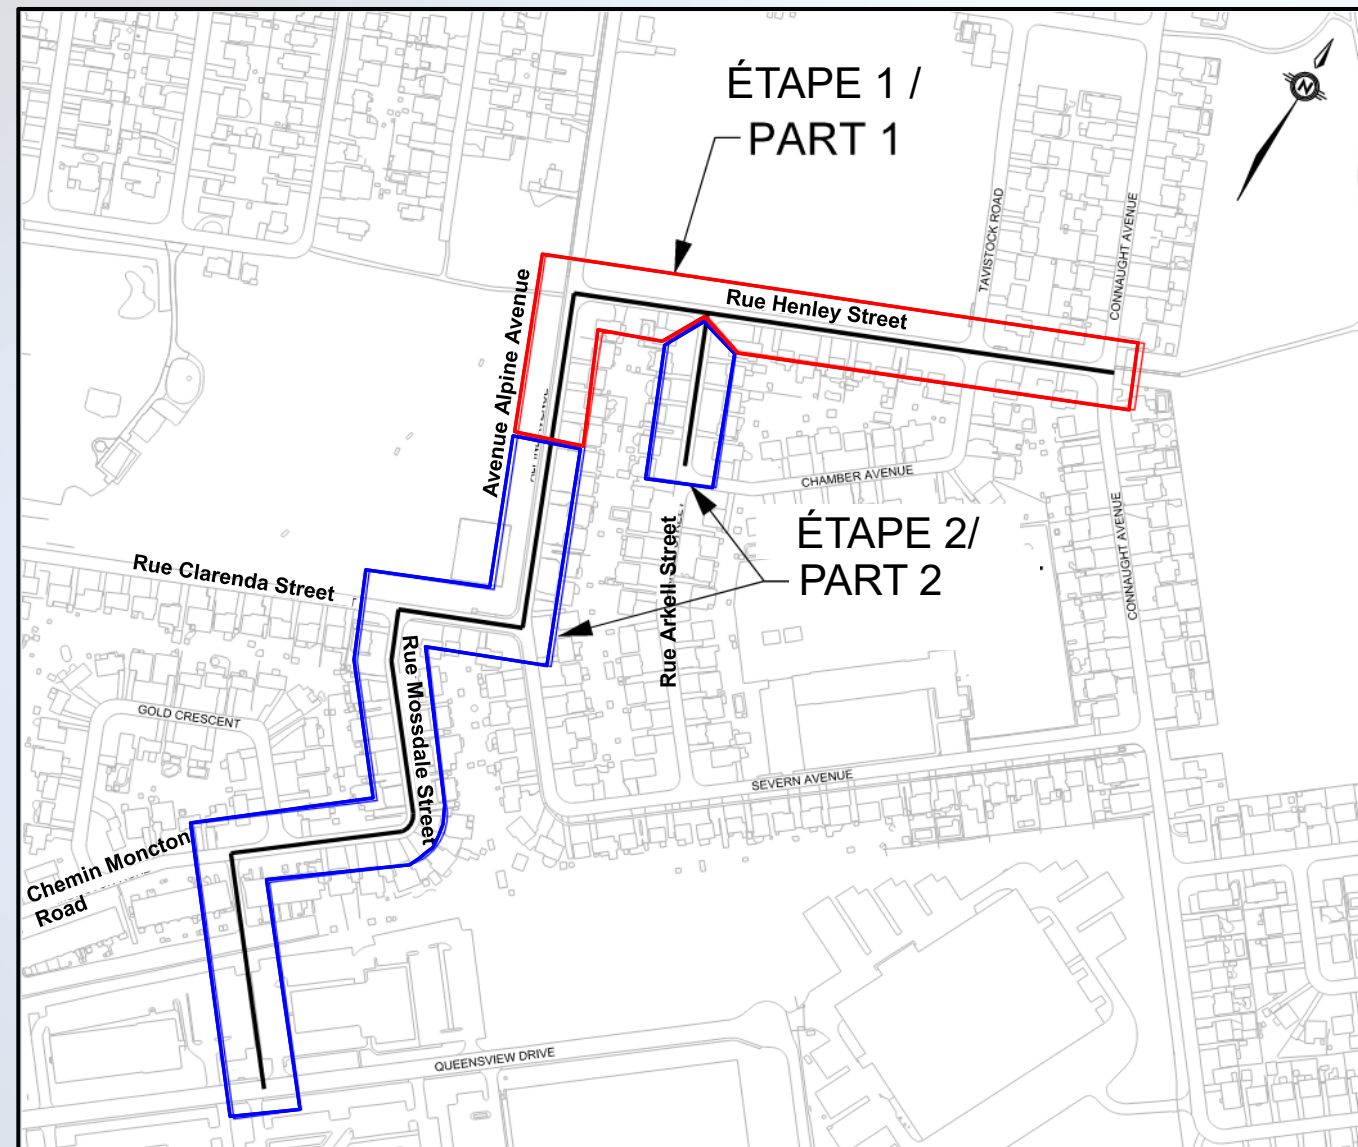 ÉTAPE 1 /
PART 1
N
TAVISTOCK ROAD
CONNAUGHT AVENUE
Rue Henley Street
Avenue Alpine Avenue
CHAMBER AVENUE
ÉTAPE 2/
PART 2
CONNAUGHT AVENUE
Rue Arkell Street
Rue Clarenda Street
Rue Mossdale Street
GOLD CRESCENT
SEVERN AVENUE
Chemin Moncton
Road
QUEENSVIEW DRIVE